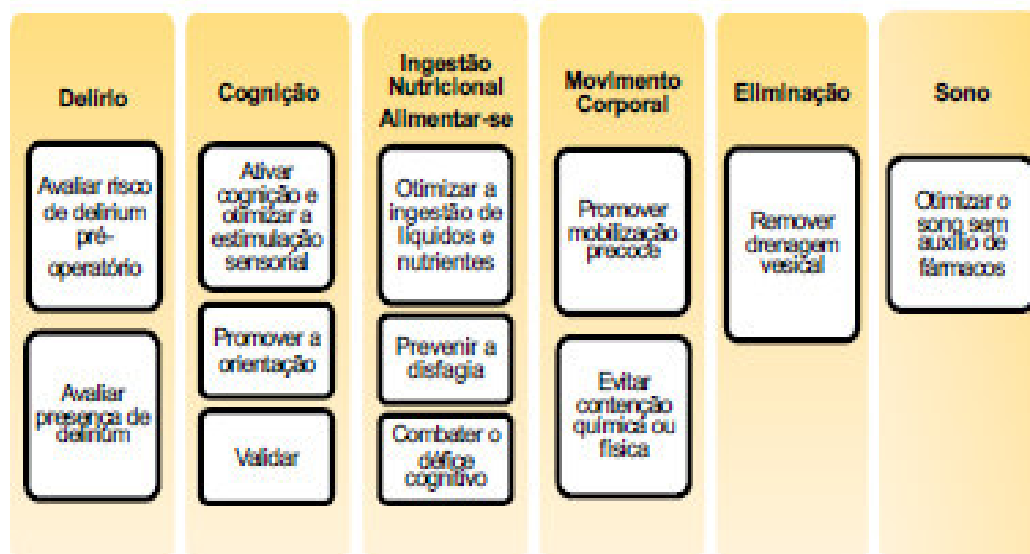 Delírio
Avaliar risco
de delirium
pré-
operatório
Avaliar
presença de
delirium
Cognição
Ativar
cognição e
otimizar a
estimulação
sensorial
Promover a
orientação
Validar
Ingestão
Nutricional
Alimentar-se
Otimizar a
ingestão de
líquidos e
nutrientes
Prevenir a
disfagia
Combater o
défice
cognitivo
Movimento
Corporal
Promover
mobilização
precoce
Evitar
contenção
química ou
física
Eliminação
Remover
drenagem
vesical
Sono
Otimizar o
sono sem
auxílio de
fármacos